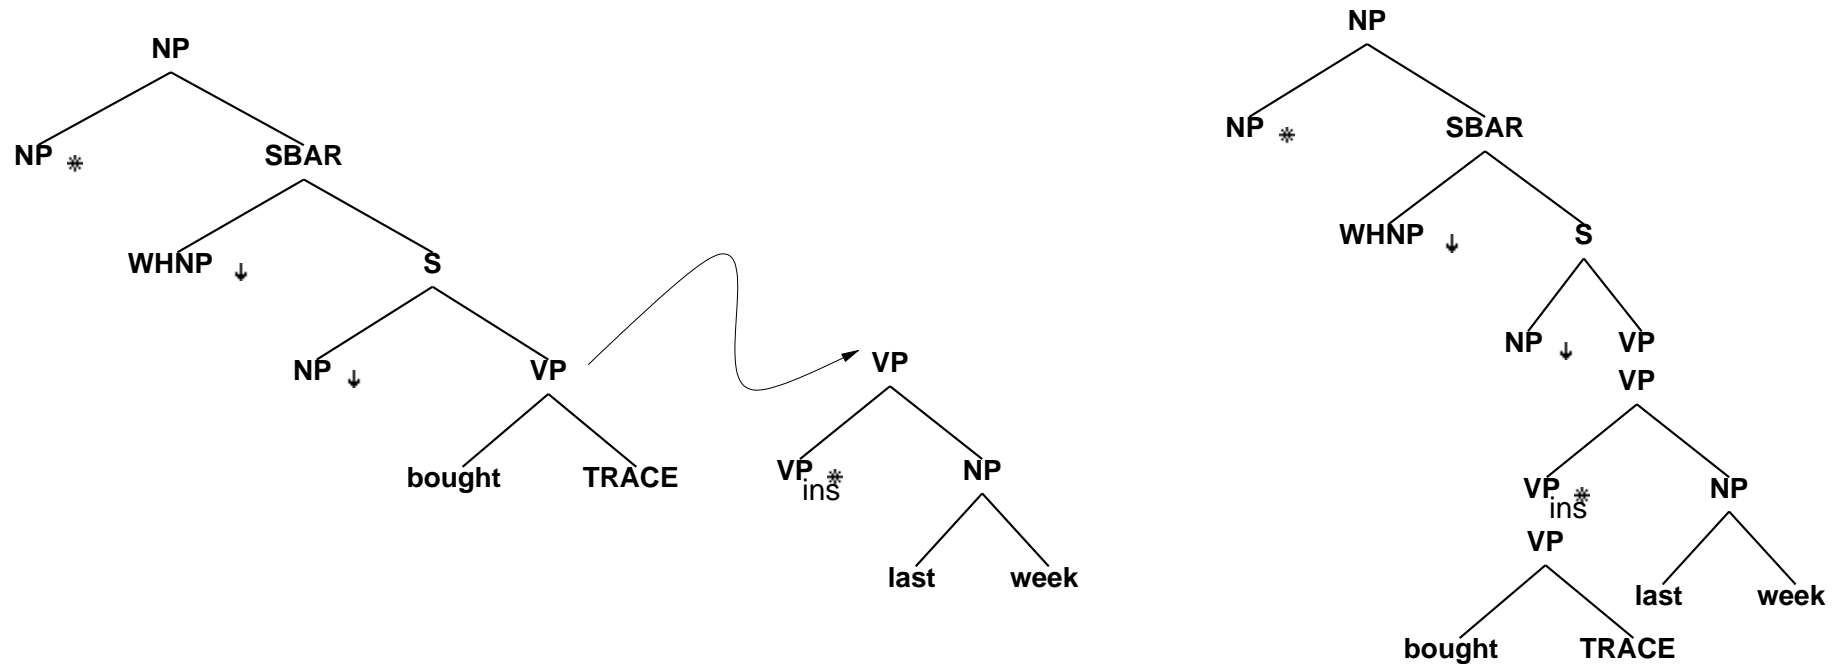 NP
NP * SBAR
WHNP ↓ S
NP ↓ VP
bought TRACE
VP
VP ins * NP
last week
NP
NP * SBAR
WHNP ↓ S
NP ↓ VP
VP
VP ins * NP
VP
last week
bought TRACE